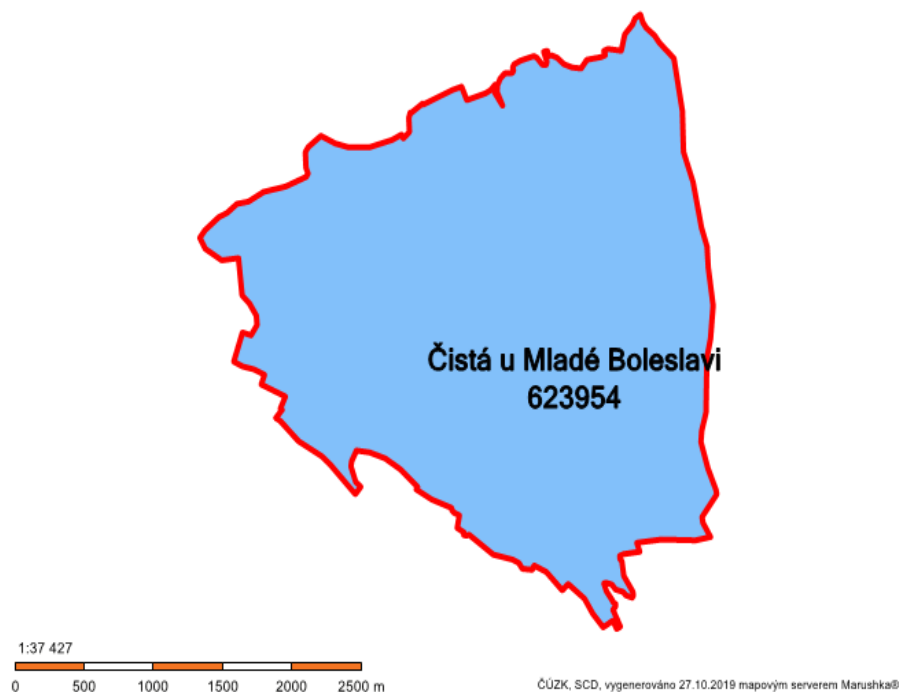 Čistá u Mladé Boleslavi
623954
1:37 427
0 500 1000 1500 2000 2500 m
ČÚZK, SCD, vygenerováno 27.10.2019 mapovým serverem Marushka®